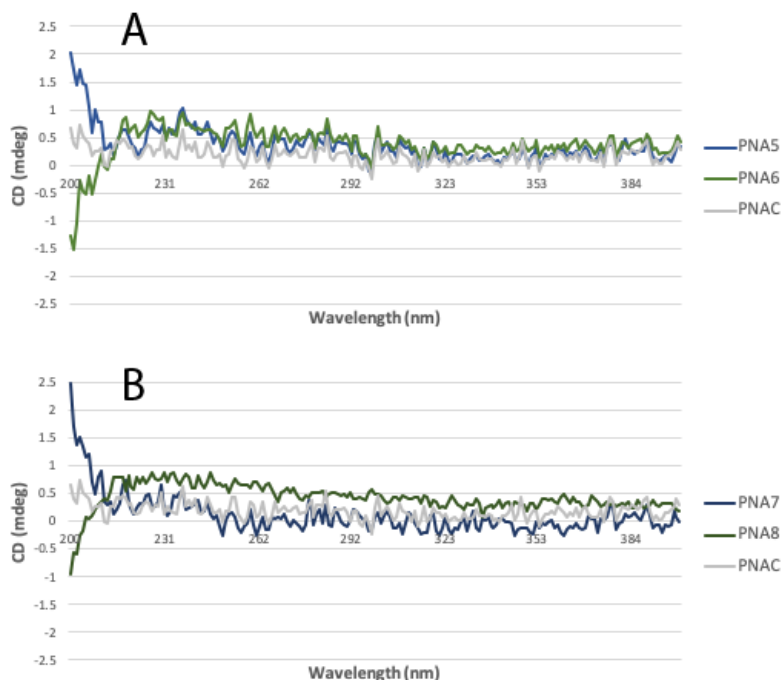 A
2.5
2
1.5
1
0.5
0
-0.5
-1
-1.5
-2
-2.5
CD (mdeg)
200 231 262 292 323 353 384
Wavelength (nm)
PNA5
PNA6
PNAC
B
2.5
2
1.5
1
0.5
0
-0.5
-1
-1.5
-2
-2.5
CD (mdeg)
200 231 262 292 323 353 384
Wavelength (nm)
PNA7
PNA8
PNAC